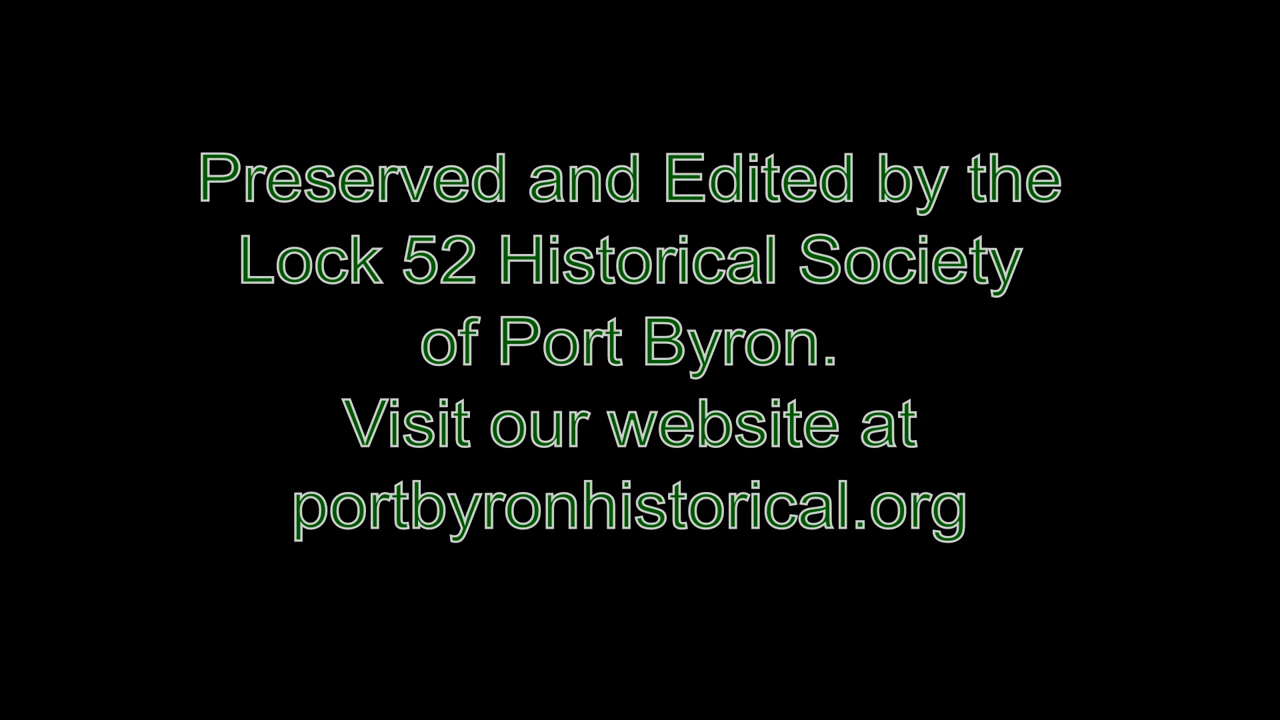 Preserved and Edited by the
Lock 52 Historical Society
of Port Byron.
Visit our website at
portbyronhistorical.org